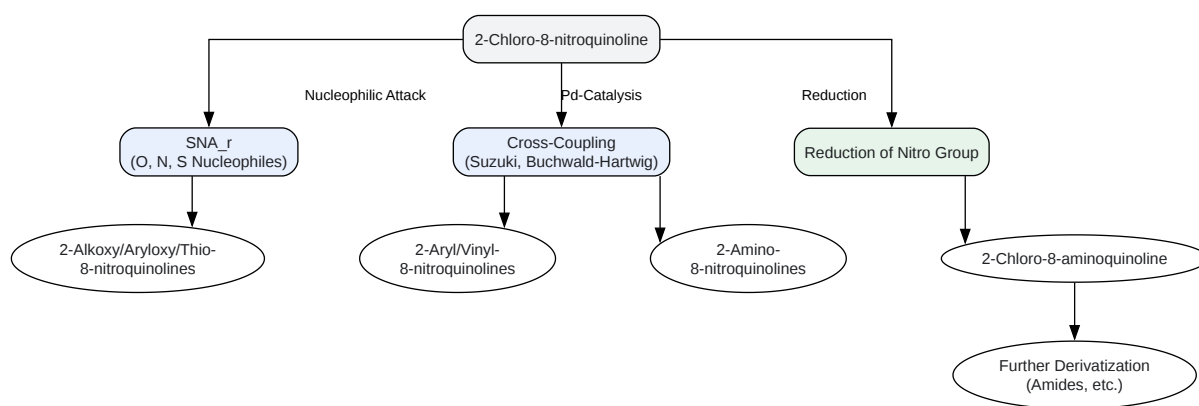 2-Chloro-8-nitroquinoline
Nucleophilic Attack
Pd-Catalysis
Reduction
SNA_r
(O, N, S Nucleophiles)
Cross-Coupling
(Suzuki, Buchwald-Hartwig)
Reduction of Nitro Group
2-Alkoxy/Aryloxy/Thio-
8-nitroquinolines
2-Aryl/Vinyl-
8-nitroquinolines
2-Amino-
8-nitroquinolines
2-Chloro-8-aminoquinoline
Further Derivatization
(Amides, etc.)